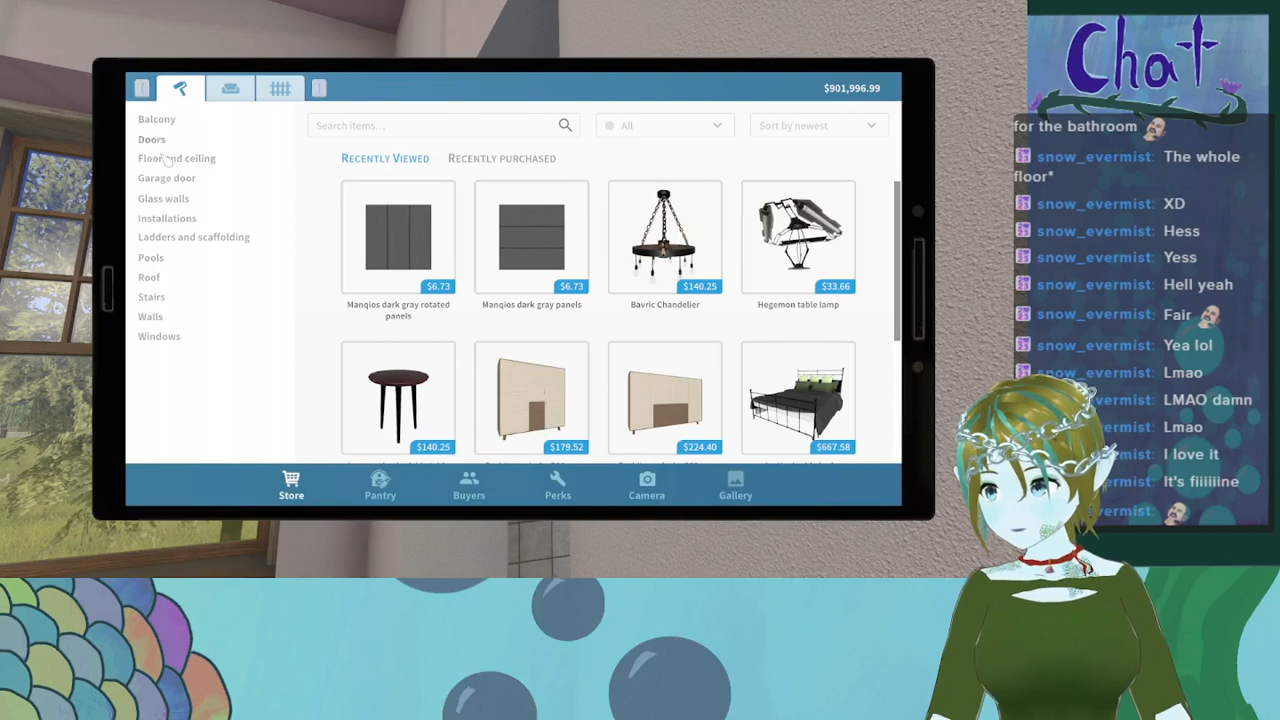 $901,996.99
Balcony
Doors
Floor and ceiling
Garage door
Glass walls
Installations
Ladders and scaffolding
Pools
Roof
Stairs
Walls
Windows
Search items...
All
Sort by newest
RECENTLY VIEWED
RECENTLY PURCHASED
$6.73
Manqios dark gray rotated
panels
$6.73
Manqios dark gray panels
$140.25
Bavric Chandelier
$33.66
Hegemon table lamp
$140.25
$179.52
$224.40
$667.58
Store
Pantry
Buyers
Perks
Camera
Gallery
Chat
for the bathroom
snow_evermist: The whole
floor*
snow_evermist: XD
snow_evermist: Hess
snow_evermist: Yess
snow_evermist: Hell yeah
snow_evermist: Fair
snow_evermist: Yea lol
snow_evermist: Lmao
snow_evermist: LMAO damn
snow_evermist: Lmao
I love it
evermist: It's fiiiiiine
evermist: